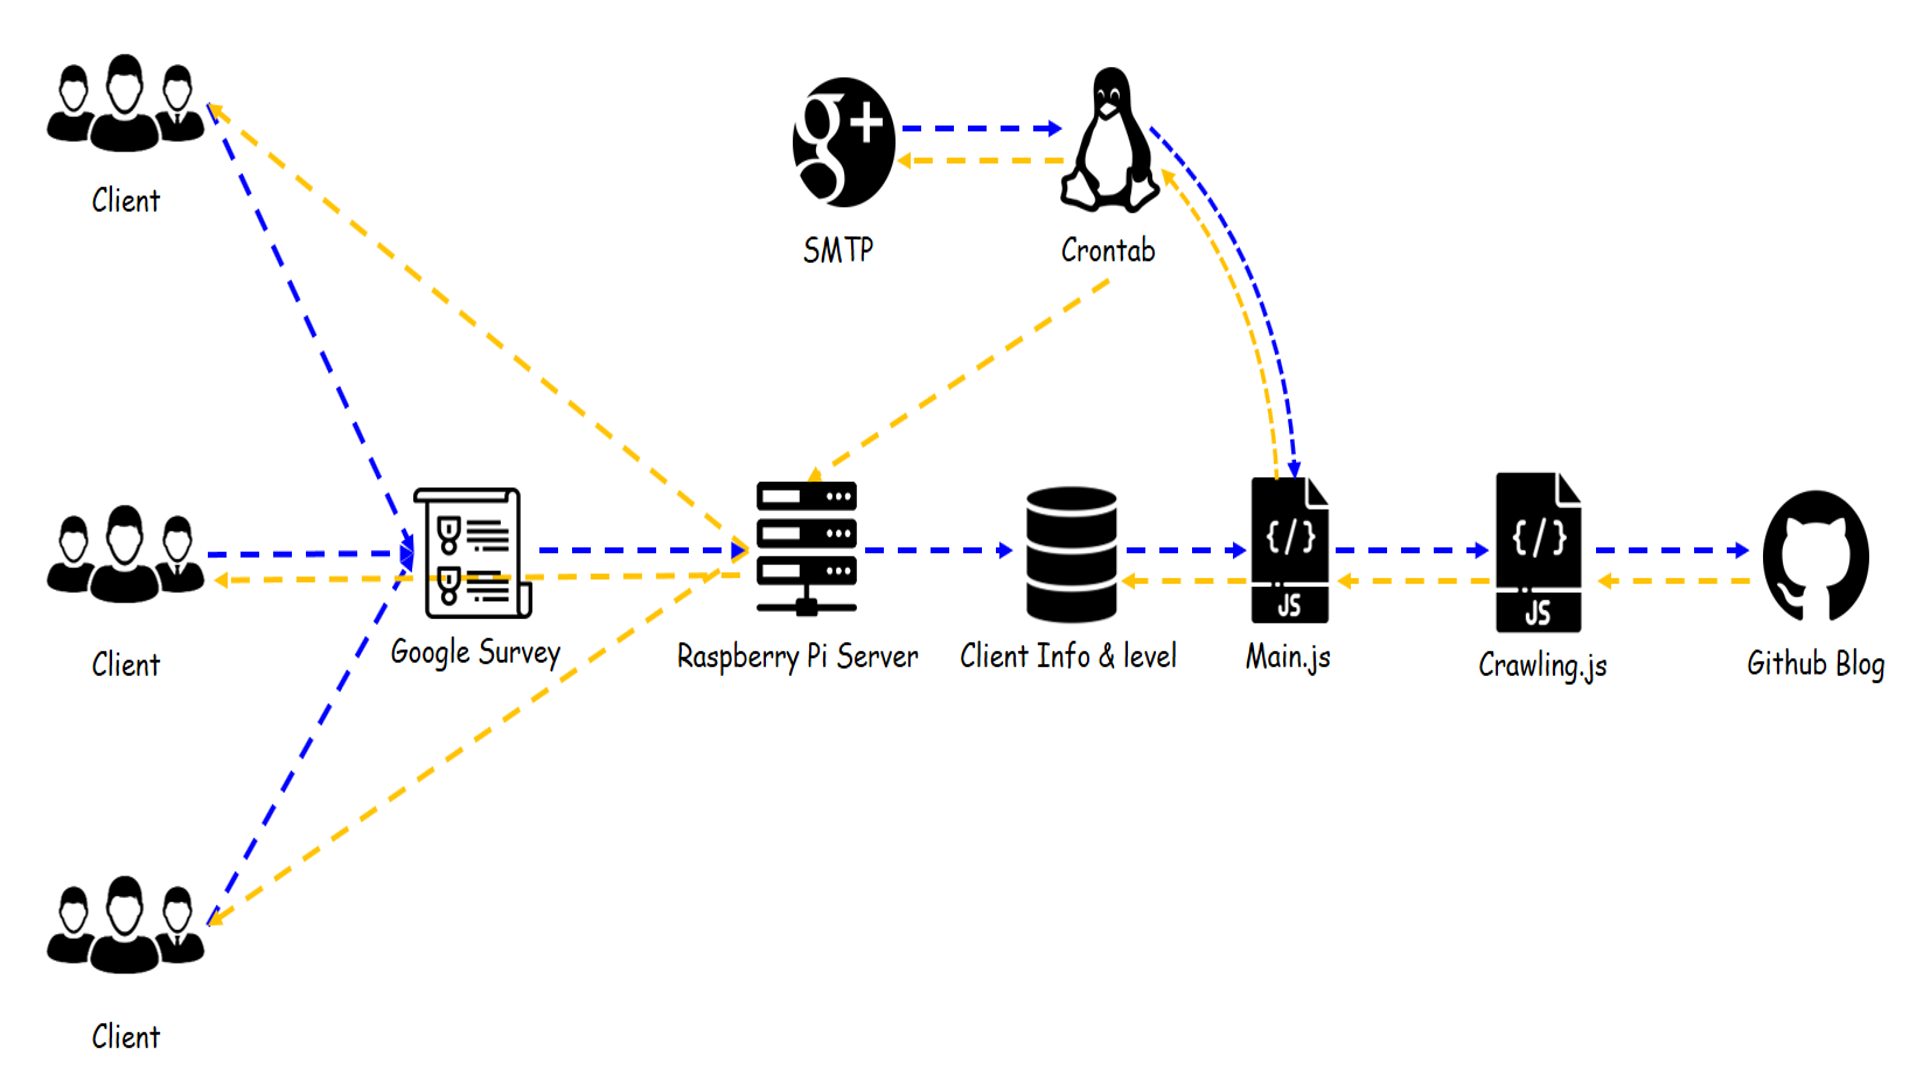 Client
g+
SMTP
Crontab
Client
Google Survey
Raspberry Pi Server
Client Info & level
{/}
JS
Main.js
{/}
JS
Crawling.js
Github Blog
Client